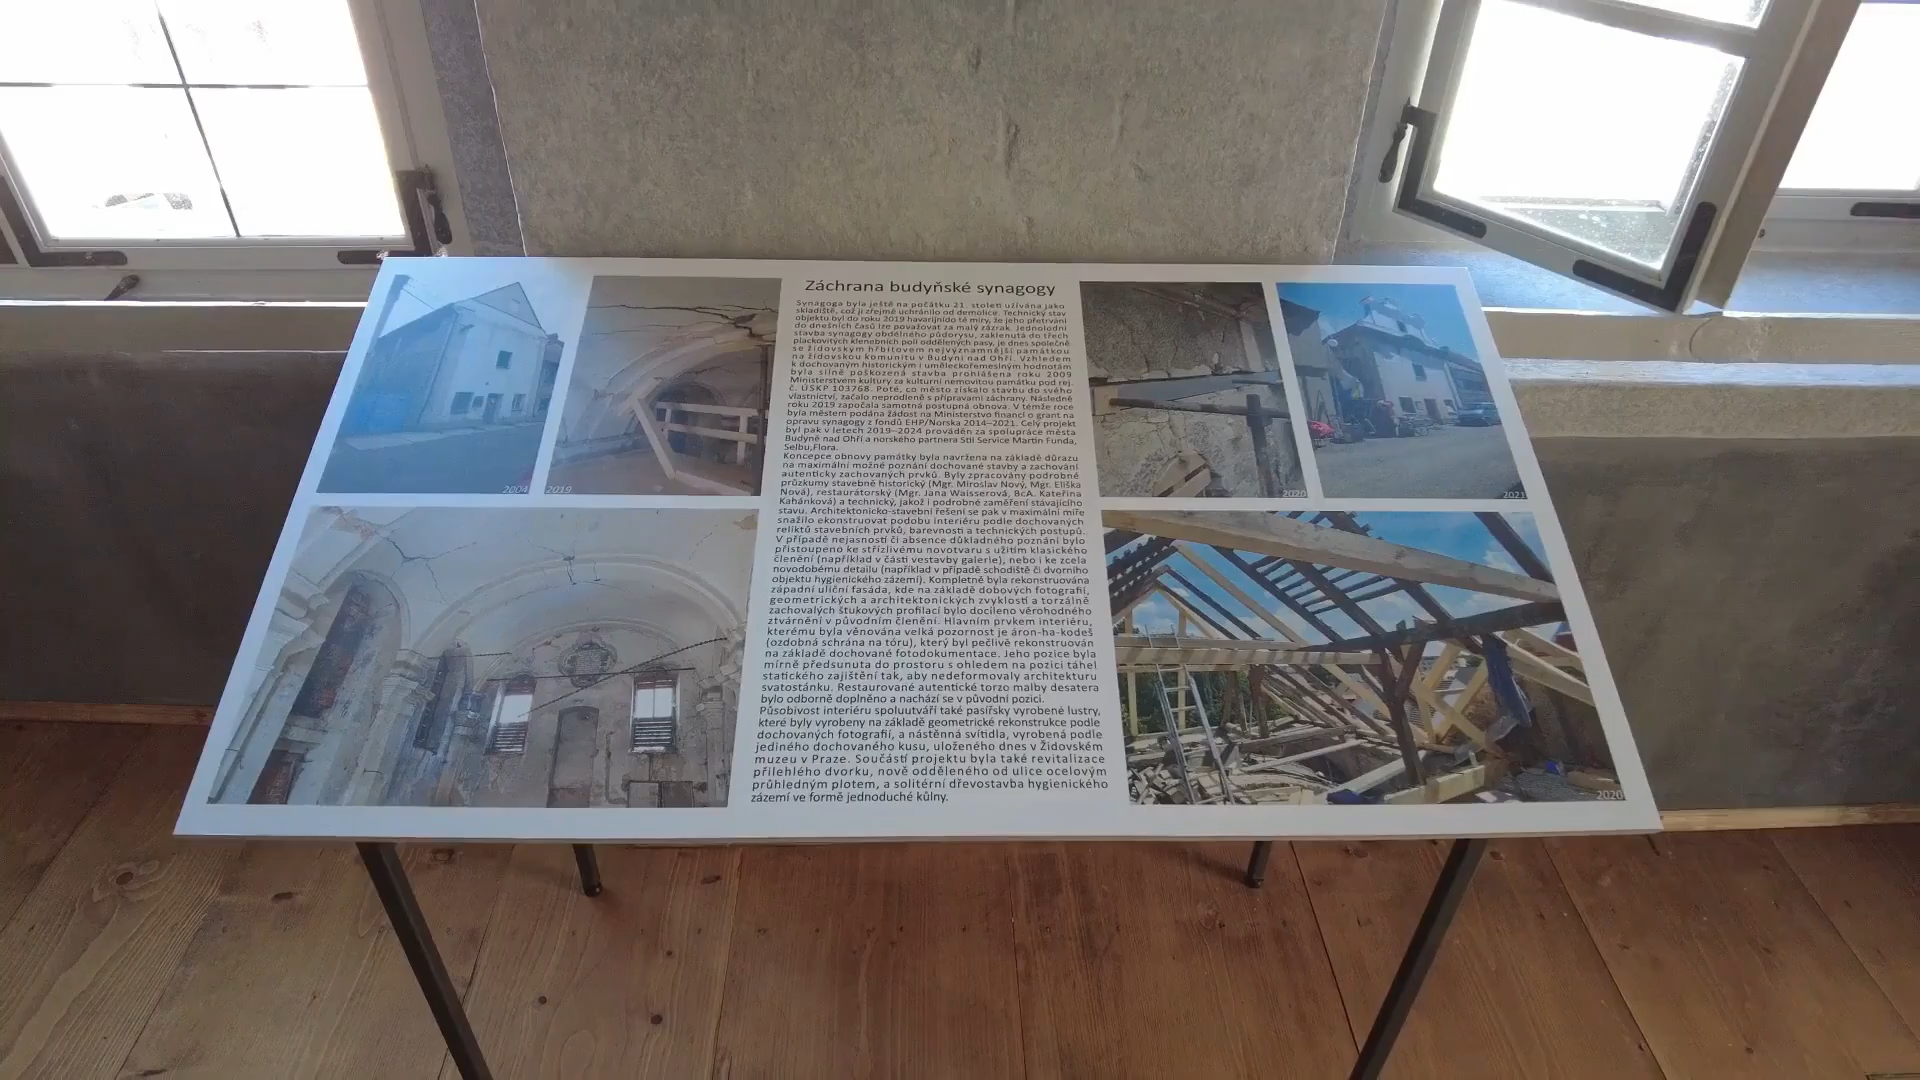 Záchrana budyňské synagogy
Synagoga byla ještě na počátku 21. století užívána jako
skladiště, což ji zřejmě uchránilo od demolice. Technický stav
objektu byl do roku 2019 havarijnído té míry, že jeho přetrvání
do dnešních časů lze považovat za malý zázrak. Jednolodní
stavba synagogy obdélného půdorysu, zaklenutá do třech
plackovitých klenebních polí oddělených pasy, je dnes společně
se židovským hřbitovem nejvýznamnější památkou
na židovskou komunitu v Budyni nad Ohří. Vzhledem
k dochovaným historickým i uměleckořemeslným hodnotám
byla silně poškozená stavba prohlášena roku 2009
Ministerstvem kultury za kulturní nemovitou památku pod rej.
č. ÚSKP 103768. Poté, co město získalo stavbu do svého
vlastnictví, začalo neprodleně s přípravami záchrany. Následně
roku 2019 započala samotná postupná obnova. V témže roce
byla městem podána žádost na Ministerstvo financí o grant na
opravu synagogy z fondů EHP/Norska 2014–2021. Celý projekt
byl pak v letech 2019–2024 prováděn za spolupráce města
Budyně nad Ohří a norského partnera Stil Service Martin Funda,
Selbu,Flora.
Koncepce obnovy památky byla navržena na základě důrazu
na maximální možné poznání dochované stavby a zachování
autenticky zachovaných prvků. Byly zpracovány podrobné
průzkumy stavebně historický (Mgr. Miroslav Nový, Mgr. Eliška
Nová), restaurátorský (Mgr. Jana Waisserová, BcA. Kateřina
Kahánková) a technický, jakož i podrobné zaměření stávajícího
stavu. Architektonicko-stavební řešení se pak v maximální míře
snažilo ekonstruovat podobu interiéru podle dochovaných
reliktů stavebních prvků, barevnosti a technických postupů.
V případě nejasností či absence důkladného poznání bylo
přistoupeno ke střízlivému novotvaru s užitím klasického
členění (například v části vestavby galerie), nebo i ke zcela
novodobému detailu (například v případě schodiště či dvorního
objektu hygienického zázemí). Kompletně byla rekonstruována
západní uliční fasáda, kde na základě dobových fotografií,
geometrických a architektonických zvyklostí a torzálně
zachovalých štukových profilací bylo docíleno věrohodného
ztvárnění v původním členění. Hlavním prvkem interiéru,
kterému byla věnována velká pozornost je áron-ha-kodeš
(ozdobná schrána na tóru), který byl pečlivě rekonstruován
na základě dochované fotodokumentace. Jeho pozice byla
mírně předsunuta do prostoru s ohledem na pozici táhel
statického zajištění tak, aby nedeformovaly architekturu
svatostánku. Restaurované autentické torzo malby desatera
bylo odborně doplněno a nachází se v původní pozici.
Působivost interiéru spoluutváří také pasířsky vyrobené lustry,
které byly vyrobeny na základě geometrické rekonstrukce podle
dochovaných fotografií, a nástěnná svítidla, vyrobená podle
jediného dochovaného kusu, uloženého dnes v Židovském
muzeu v Praze. Součástí projektu byla také revitalizace
přilehlého dvorku, nově odděleného od ulice ocelovým
průhledným plotem, a solitérní dřevostavba hygienického
zázemí ve formě jednoduché kůlny.
2004
2019
2020
2021
2020